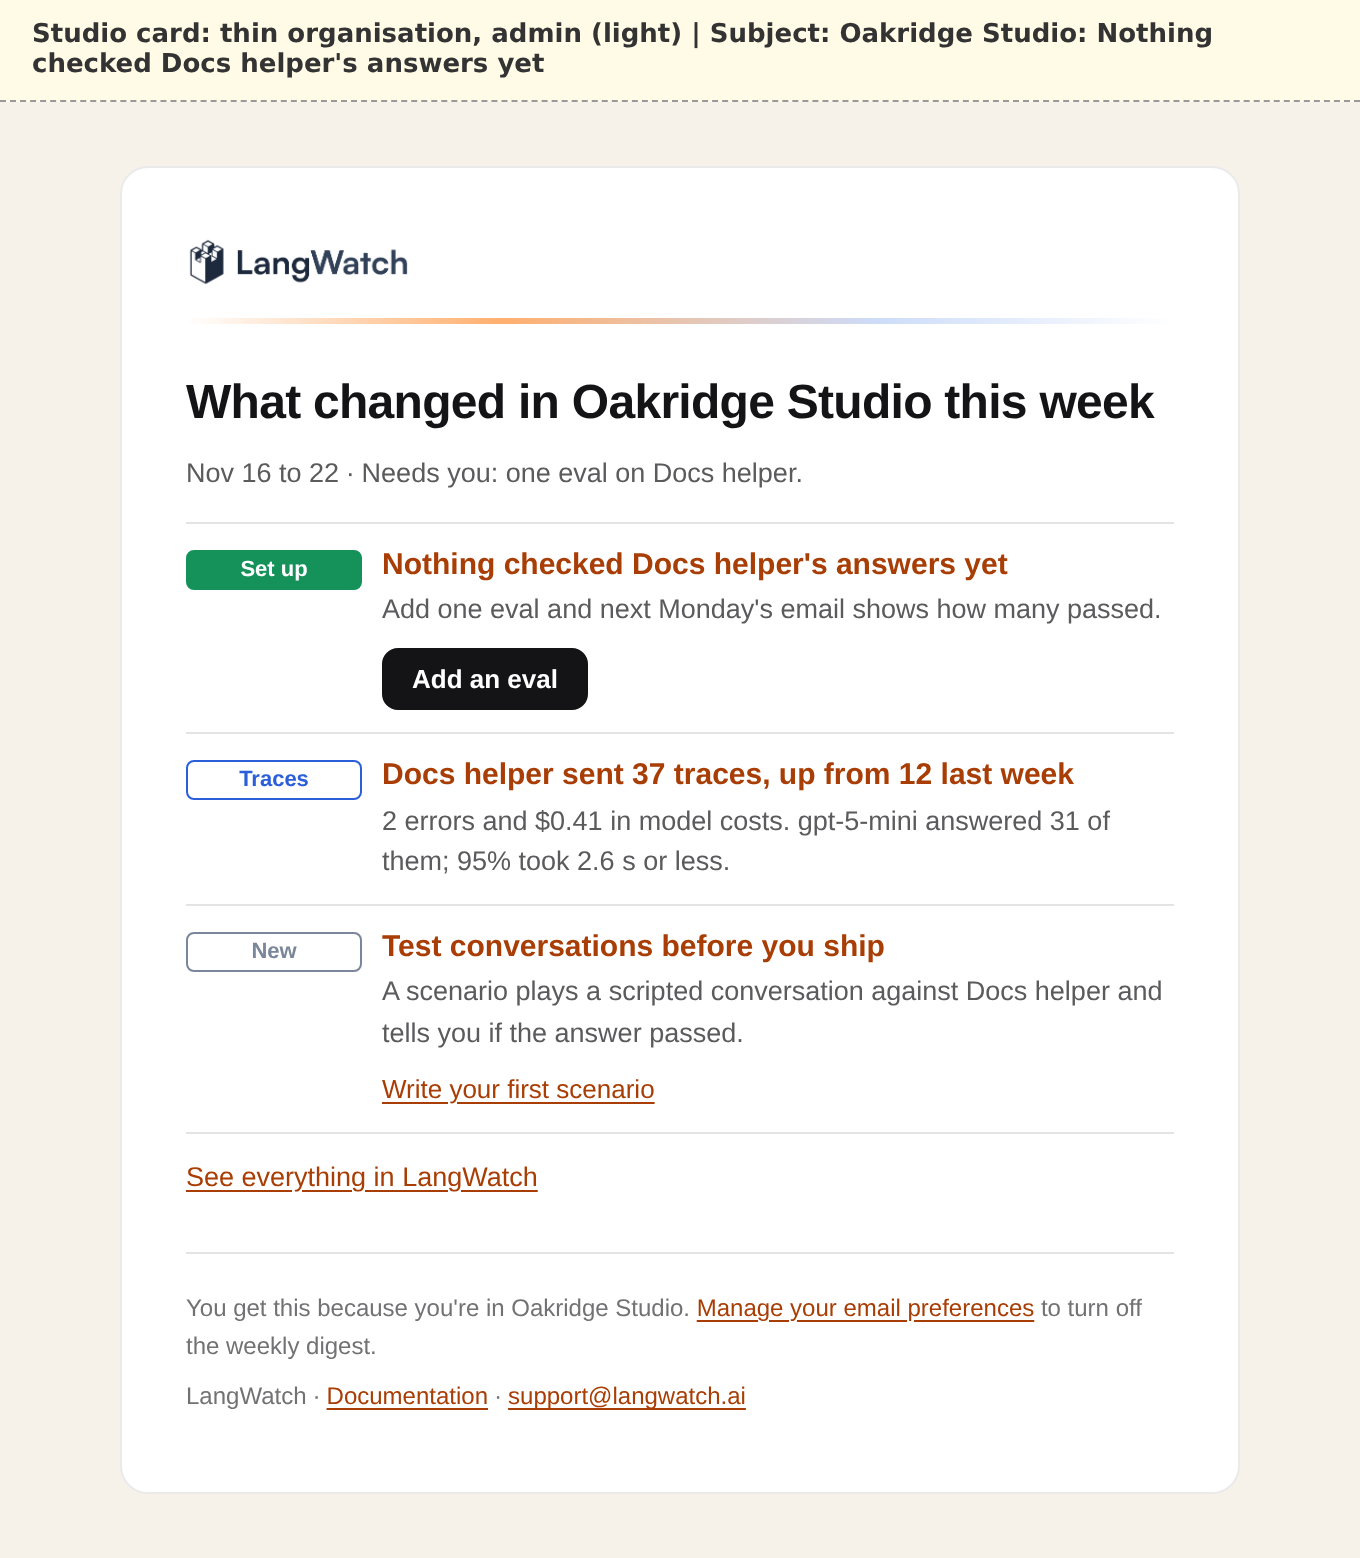 Studio card: thin organisation, admin (light) | Subject: Oakridge Studio: Nothing
checked Docs helper's answers yet
LangWatch
What changed in Oakridge Studio this week
Nov 16 to 22 · Needs you: one eval on Docs helper.
Set up
Nothing checked Docs helper's answers yet
Add one eval and next Monday's email shows how many passed.
Add an eval
Traces
Docs helper sent 37 traces, up from 12 last week
2 errors and $0.41 in model costs. gpt-5-mini answered 31 of
them; 95% took 2.6 s or less.
New
Test conversations before you ship
A scenario plays a scripted conversation against Docs helper and
tells you if the answer passed.
Write your first scenario
See everything in LangWatch
You get this because you're in Oakridge Studio. Manage your email preferences to turn off
the weekly digest.
LangWatch · Documentation · support@langwatch.ai